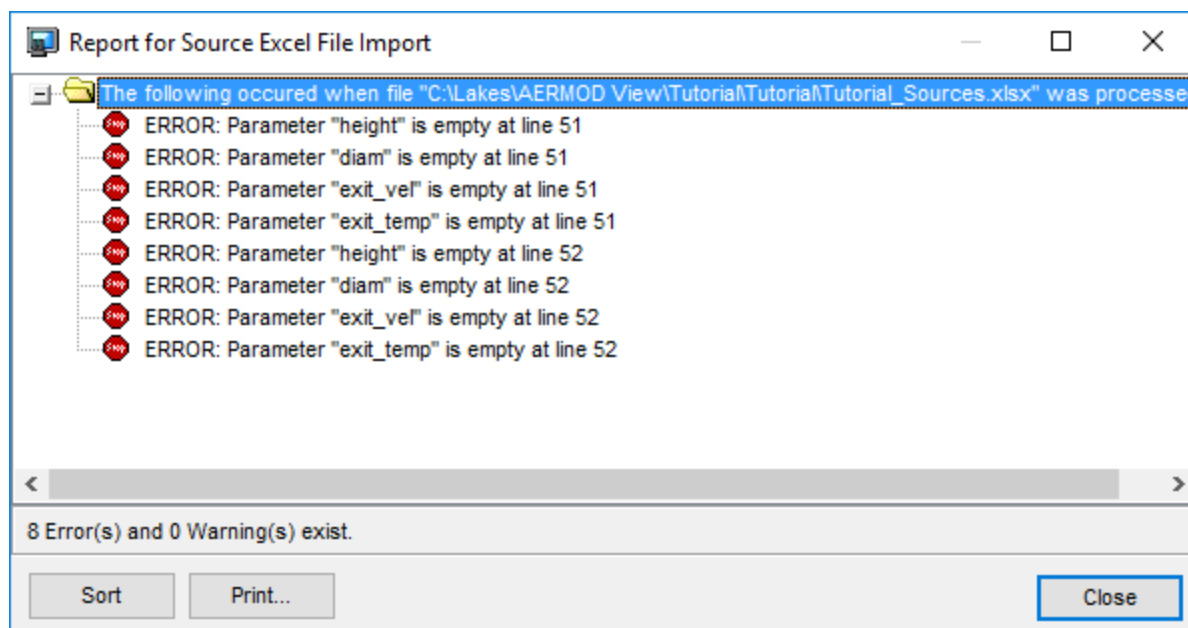 Report for Source Excel File Import
The following occured when file "C:\Lakes\AERMOD View\Tutorial\Tutorial\Tutorial_Sources.xlsx" was processe
ERROR: Parameter "height" is empty at line 51
ERROR: Parameter "diam" is empty at line 51
ERROR: Parameter "exit_vel" is empty at line 51
ERROR: Parameter "exit_temp" is empty at line 51
ERROR: Parameter "height" is empty at line 52
ERROR: Parameter "diam" is empty at line 52
ERROR: Parameter "exit_vel" is empty at line 52
ERROR: Parameter "exit_temp" is empty at line 52
8 Error(s) and 0 Warning(s) exist.
Sort Print... Close